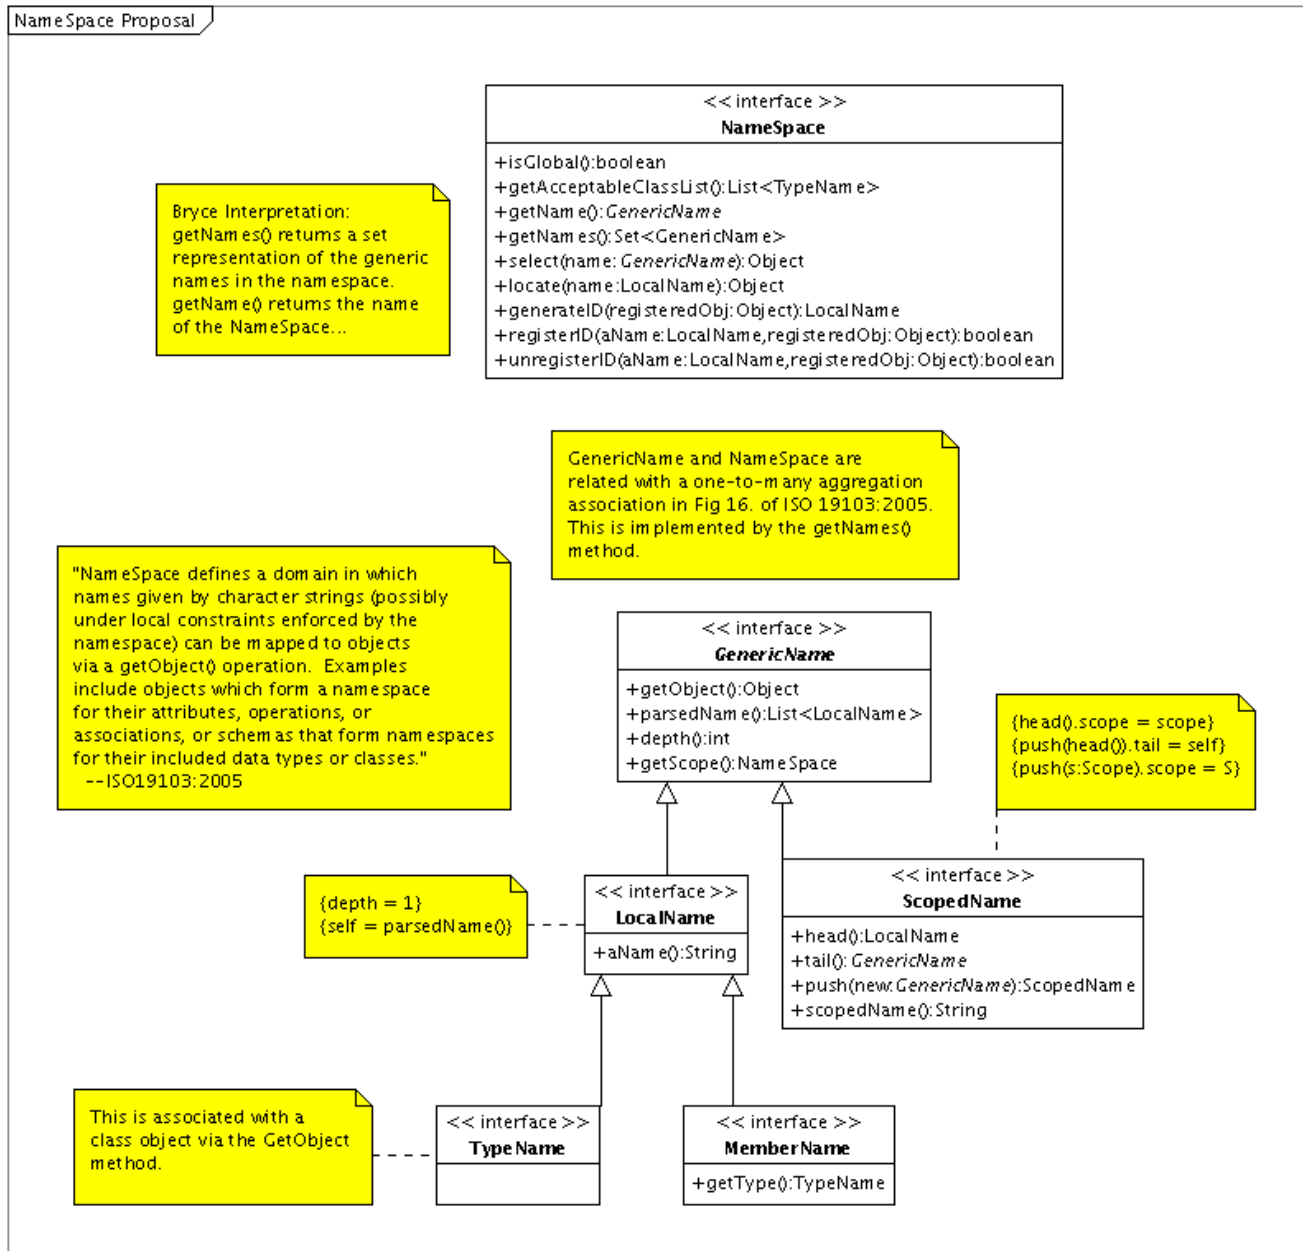 NameSpace Proposal
<< interface >>
NameSpace
+isGlobal():boolean
+getAcceptableClassList():List<TypeName>
+getName():GenericName
+getNames():Set<GenericName>
+select(name:GenericName):Object
+locate(name:LocalName):Object
+generateID(registeredObj:Object):LocalName
+registerID(aName:LocalName,registeredObj:Object):boolean
+unregisterID(aName:LocalName,registeredObj:Object):boolean
Bryce Interpretation:
getNames() returns a set
representation of the generic
names in the namespace.
getName() returns the name
of the NameSpace...
GenericName and NameSpace are
related with a one-to-many aggregation
association in Fig 16. of ISO 19103:2005.
This is implemented by the getNames()
method.
"NameSpace defines a domain in which
names given by character strings (possibly
under local constraints enforced by the
namespace) can be mapped to objects
via a getObject() operation.  Examples
include objects which form a namespace
for their attributes, operations, or
associations, or schemas that form namespaces
for their included data types or classes."
--ISO19103:2005
<< interface >>
GenericName
+getObject():Object
+parsedName():List<LocalName>
+depth():int
+getScope():NameSpace
{head().scope = scope}
{push(head()).tail = self}
{push(s:Scope).scope = S}
{depth = 1}
{self = parsedName()}
<< interface >>
LocalName
+aName():String
<< interface >>
ScopedName
+head():LocalName
+tail():GenericName
+push(new:GenericName):ScopedName
+scopedName():String
This is associated with a
class object via the GetObject
method.
<< interface >>
TypeName
<< interface >>
MemberName
+getType():TypeName